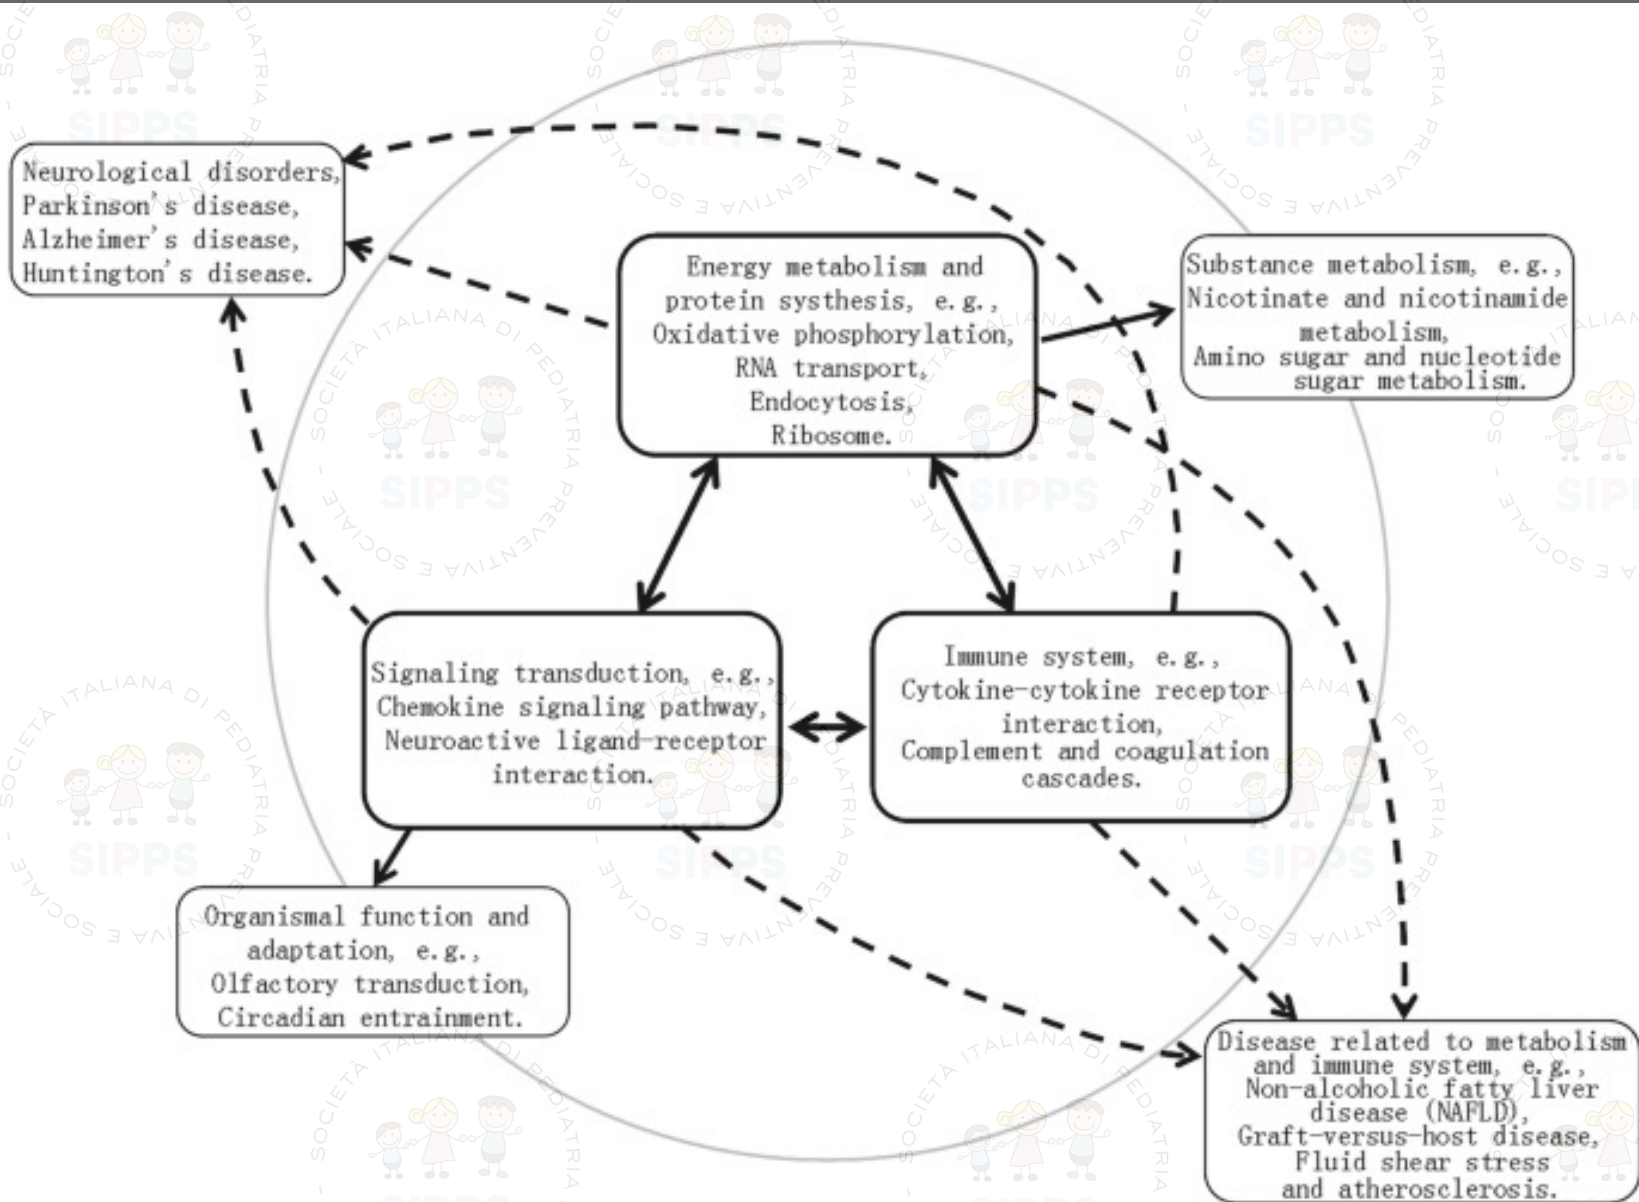 Neurological disorders,
Parkinson's disease,
Alzheimer's disease,
Huntington's disease.
Energy metabolism and
protein systhesis, e.g.,
Oxidative phosphorylation,
RNA transport,
Endocytosis,
Ribosome.
Substance metabolism, e.g.,
Nicotinate and nicotinamide
metabolism,
Amino sugar and nucleotide
sugar metabolism.
Signaling transduction, e.g.,
Chemokine signaling pathway,
Neuroactive ligand-receptor
interaction.
Immune system, e.g.,
Cytokine-cytokine receptor
interaction,
Complement and coagulation
cascades.
Organismal function and
adaptation, e.g.,
Olfactory transduction,
Circadian entrainment.
Disease related to metabolism
and immune system, e.g.,
Non-alcoholic fatty liver
disease (NAFLD),
Graft-versus-host disease,
Fluid shear stress
and atherosclerosis.
SOCIETÀ ITALIANA DI PEDIATRIA PREVENTIVA E SOCIALE
SIPPS